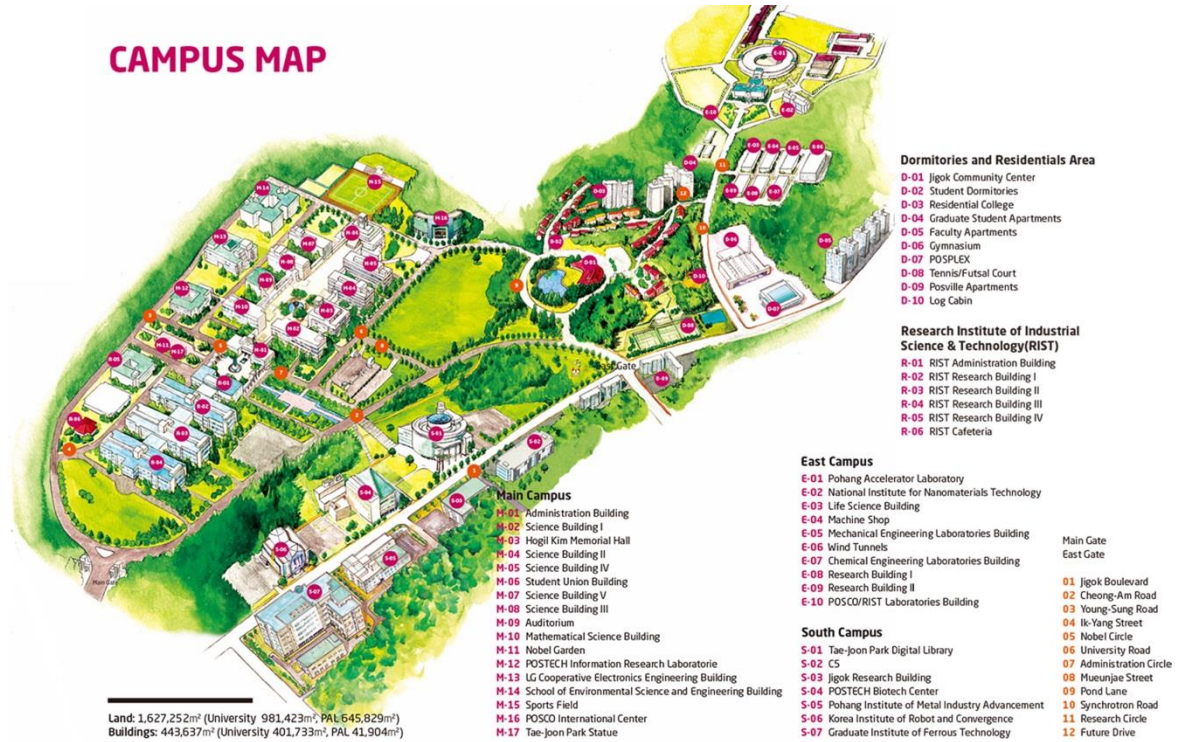 CAMPUS MAP
East Gate
Main Gate
Dormitories and Residentials Area
D-01 Jigok Community Center
D-02 Student Dormitories
D-03 Residential College
D-04 Graduate Student Apartments
D-05 Faculty Apartments
D-06 Gymnasium
D-07 POSPLEX
D-08 Tennis/Futsal Court
D-09 Posville Apartments
D-10 Log Cabin
Research Institute of Industrial
Science & Technology(RIST)
R-01 RIST Administration Building
R-02 RIST Research Building I
R-03 RIST Research Building II
R-04 RIST Research Building III
R-05 RIST Research Building IV
R-06 RIST Cafeteria
Main Campus
M-01 Administration Building
M-02 Science Building I
M-03 Hogil Kim Memorial Hall
M-04 Science Building II
M-05 Science Building IV
M-06 Student Union Building
M-07 Science Building V
M-08 Science Building III
M-09 Auditorium
M-10 Mathematical Science Building
M-11 Nobel Garden
M-12 POSTECH Information Research Laboratorie
M-13 LG Cooperative Electronics Engineering Building
M-14 School of Environmental Science and Engineering Building
M-15 Sports Field
M-16 POSCO International Center
M-17 Tae-Joon Park Statue
East Campus
E-01 Pohang Accelerator Laboratory
E-02 National Institute for Nanomaterials Technology
E-03 Life Science Building
E-04 Machine Shop
E-05 Mechanical Engineering Laboratories Building
E-06 Wind Tunnels
E-07 Chemical Engineering Laboratories Building
E-08 Research Building I
E-09 Research Building II
E-10 POSCO/RIST Laboratories Building
South Campus
S-01 Tae-Joon Park Digital Library
S-02 C5
S-03 Jigok Research Building
S-04 POSTECH Biotech Center
S-05 Pohang Institute of Metal Industry Advancement
S-06 Korea Institute of Robot and Convergence
S-07 Graduate Institute of Ferrous Technology
Main Gate
East Gate
01 Jigok Boulevard
02 Cheong-Am Road
03 Young-Sung Road
04 Ik-Yang Street
05 Nobel Circle
06 University Road
07 Administration Circle
08 Mueunjae Street
09 Pond Lane
10 Synchrotron Road
11 Research Circle
12 Future Drive
Land: 1,627,252m² (University 981,423m², PAL 645,829m²)
Buildings: 443,637m² (University 401,733m², PAL 41,904m²)